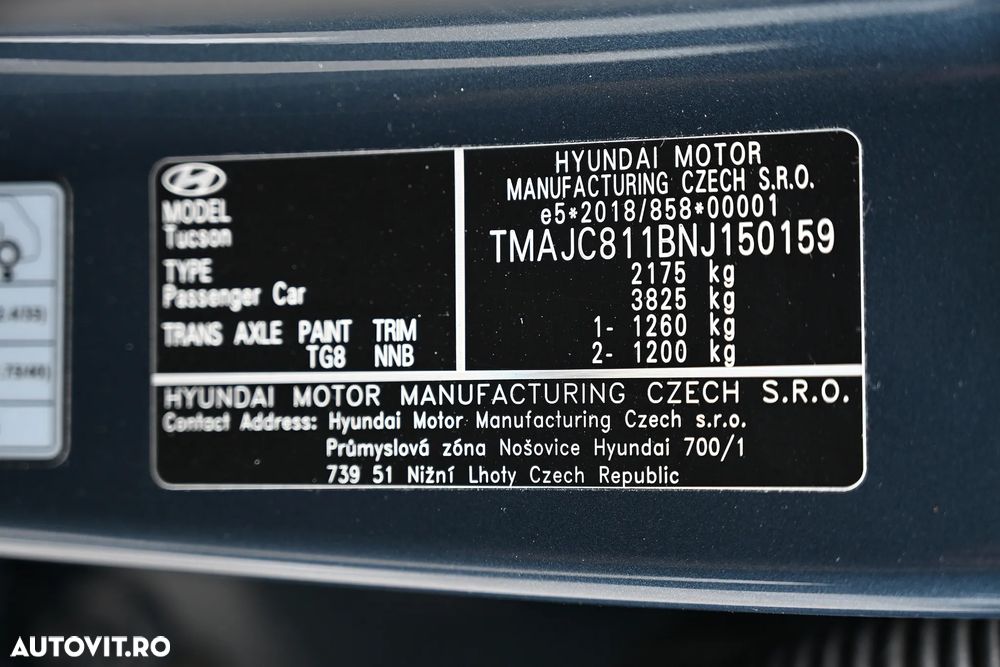 HYUNDAI MOTOR
MANUFACTURING CZECH S.R.O.
e5*2018/858*00001
TMAJC811BNJ150159
2175 kg
3825 kg
1- 1260 kg
2- 1200 kg
MODEL
Tucson
TYPE
Passenger Car
TRANS AXLE PAINT TRIM
TG8 NNB
HYUNDAI MOTOR MANUFACTURING CZECH S.R.O.
Contact Address: Hyundai Motor Manufacturing Czech s.r.o.
Průmyslová zóna Nošovice Hyundai 700/1
739 51 Nižní Lhoty Czech Republic
AUTOVIT.RO